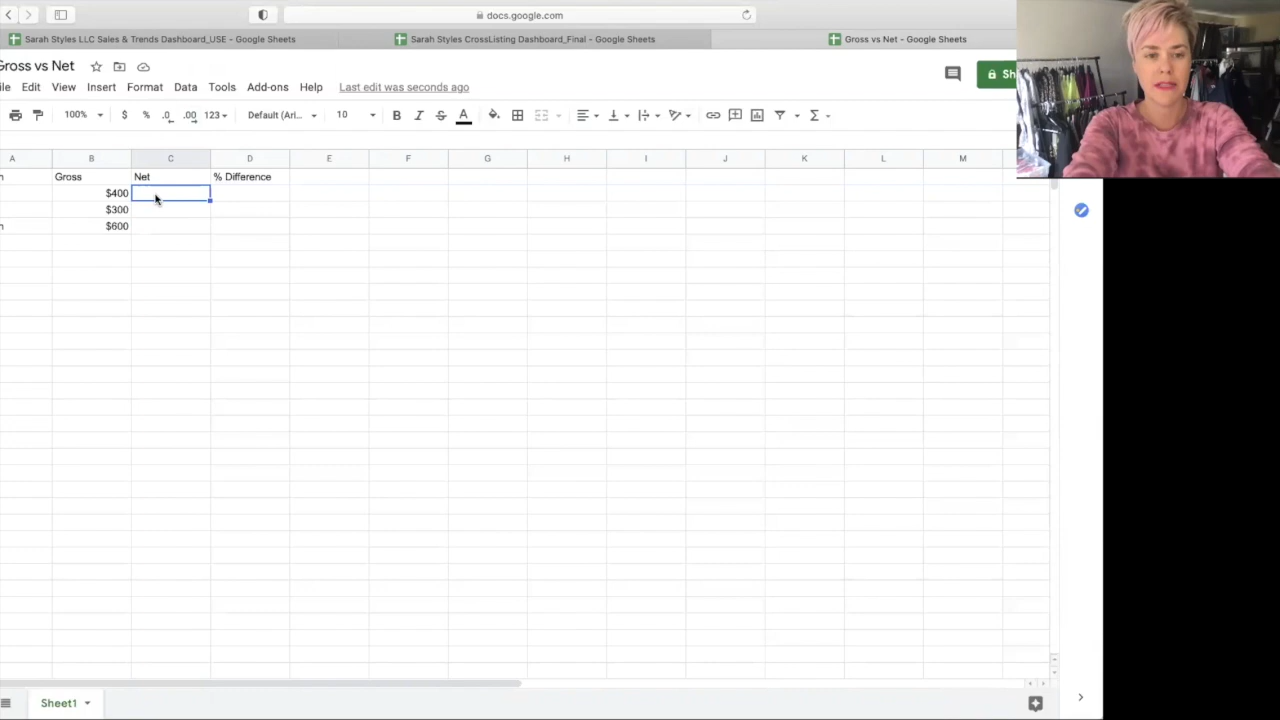 docs.google.com
Sarah Styles LLC Sales & Trends Dashboard_USE - Google Sheets
Sarah Styles CrossListing Dashboard_Final - Google Sheets
Gross vs Net - Google Sheets
Gross vs Net
Sh
ile Edit View Insert Format Data Tools Add-ons Help Last edit was seconds ago
100% $ % .0 .00 123 Default (Ari... 10 B I S A
A B C D E F G H I J K L M
n Gross Net % Difference
$400
$300
n $600
Sheet1